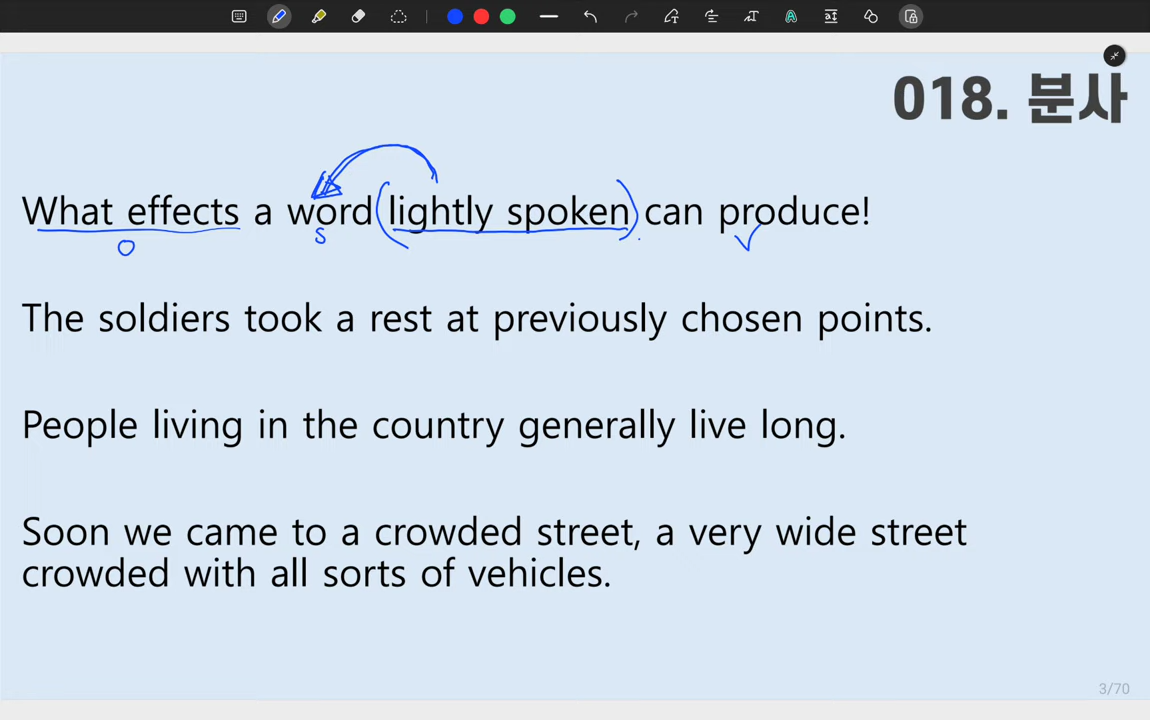 018. 분사
What effects a word (lightly spoken) can produce!
O S V
The soldiers took a rest at previously chosen points.
People living in the country generally live long.
Soon we came to a crowded street, a very wide street
crowded with all sorts of vehicles.
3/70